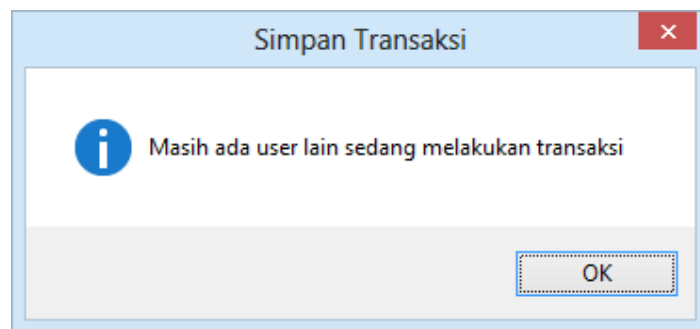 Simpan Transaksi
Masih ada user lain sedang melakukan transaksi
OK